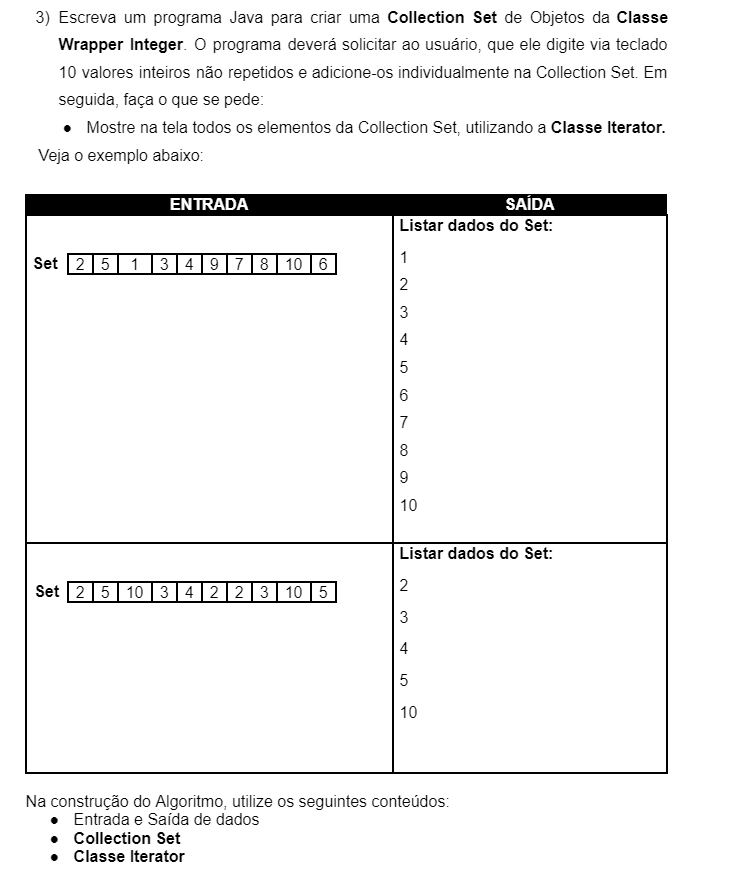 3) Escreva um programa Java para criar uma Collection Set de Objetos da Classe
Wrapper Integer. O programa deverá solicitar ao usuário, que ele digite via teclado
10 valores inteiros não repetidos e adicione-os individualmente na Collection Set. Em
seguida, faça o que se pede:
● Mostre na tela todos os elementos da Collection Set, utilizando a Classe Iterator.
Veja o exemplo abaixo:
ENTRADA SAÍDA
Listar dados do Set:
Set 2 5 1 3 4 9 7 8 10 6
1
2
3
4
5
6
7
8
9
10
Listar dados do Set:
Set 2 5 10 3 4 2 2 3 10 5
2
3
4
5
10
Na construção do Algoritmo, utilize os seguintes conteúdos:
● Entrada e Saída de dados
● Collection Set
● Classe Iterator